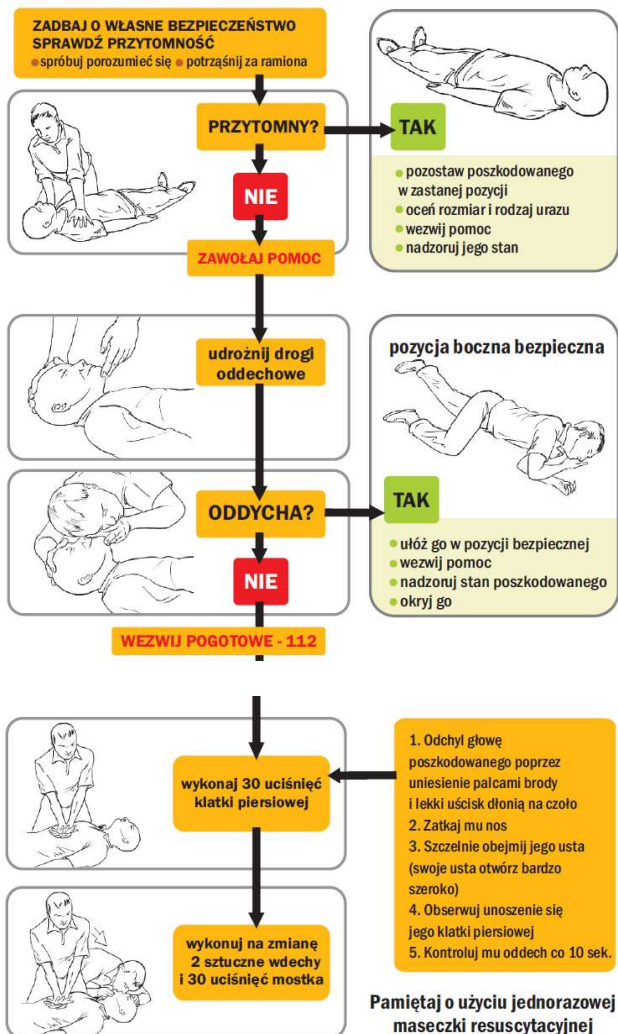 ZADBAJ O WŁASNE BEZPIECZEŃSTWO
SPRAWDŹ PRZYTOMNOŚĆ
● spróbuj porozumieć się ● potrząśnij za ramiona
PRZYTOMNY?
TAK
● pozostaw poszkodowanego
w zastanej pozycji
● oceń rozmiar i rodzaj urazu
● wezwij pomoc
● nadzoruj jego stan
NIE
ZAWOŁAJ POMOC
udrożnij drogi
oddechowe
pozycja boczna bezpieczna
ODDYCHA?
TAK
● ułóż go w pozycji bezpiecznej
● wezwij pomoc
● nadzoruj stan poszkodowanego
● okryj go
NIE
WEZWIJ POGOTOWE - 112
wykonaj 30 uciśnięć
klatki piersiowej
1. Odchyl głowę
poszkodowanego poprzez
uniesienie palcami brody
i lekki uścisk dłonią na czoło
2. Zatkaj mu nos
3. Szczelnie obejmij jego usta
(swoje usta otwórz bardzo
szeroko)
4. Obserwuj unoszenie się
jego klatki piersiowej
5. Kontroluj mu oddech co 10 sek.
wykonuj na zmianę
2 sztuczne wdechy
i 30 uciśnięć mostka
Pamiętaj o użyciu jednorazowej
maseczki resuscytacyjnej